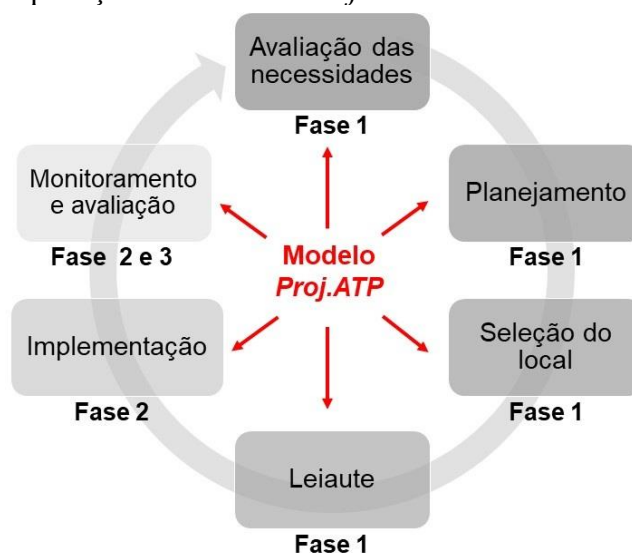 Avaliação das
necessidades
Fase 1
Planejamento
Fase 1
Seleção do
local
Fase 1
Leiaute
Fase 1
Implementação
Fase 2
Monitoramento
e avaliação
Fase 2 e 3
Modelo
Proj.ATP